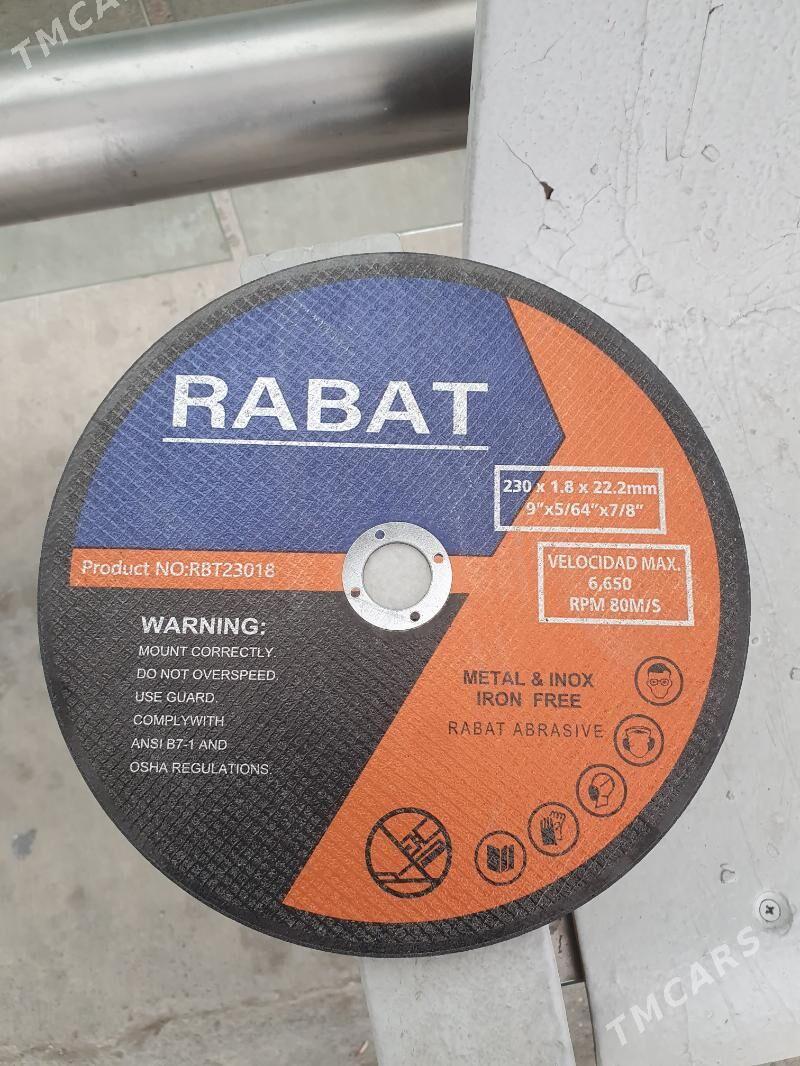 TMCARS
RABAT
230 x 1.8 x 22.2mm
9"x5/64"x7/8"
Product NO:RBT23018
VELOCIDAD MAX.
6,650
RPM 80M/S
WARNING:
MOUNT CORRECTLY.
DO NOT OVERSPEED.
USE GUARD.
COMPLYWITH
ANSI B7-1 AND
OSHA REGULATIONS.
METAL & INOX
IRON FREE
RABAT ABRASIVE
TMCARS